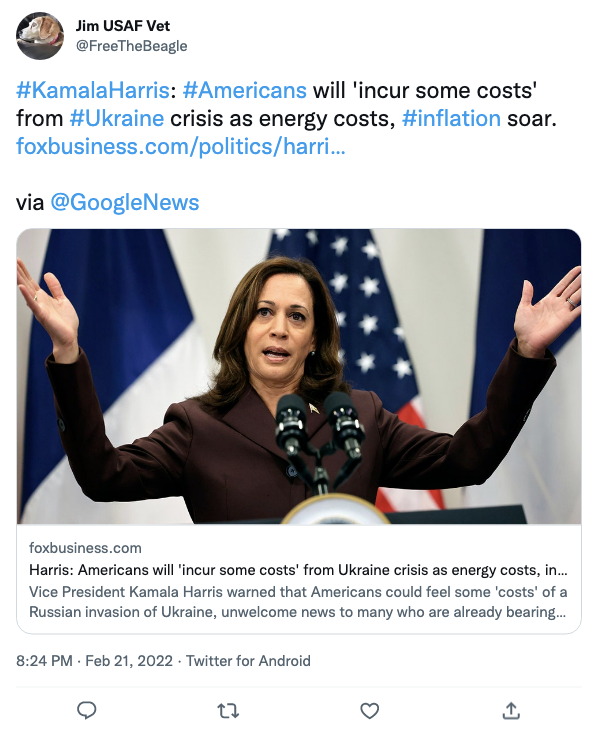 Jim USAF Vet
@FreeTheBeagle
#KamalaHarris: #Americans will 'incur some costs'
from #Ukraine crisis as energy costs, #inflation soar.
foxbusiness.com/politics/harri...
via @GoogleNews
foxbusiness.com
Harris: Americans will 'incur some costs' from Ukraine crisis as energy costs, in...
Vice President Kamala Harris warned that Americans could feel some 'costs' of a
Russian invasion of Ukraine, unwelcome news to many who are already bearing...
8:24 PM · Feb 21, 2022 · Twitter for Android